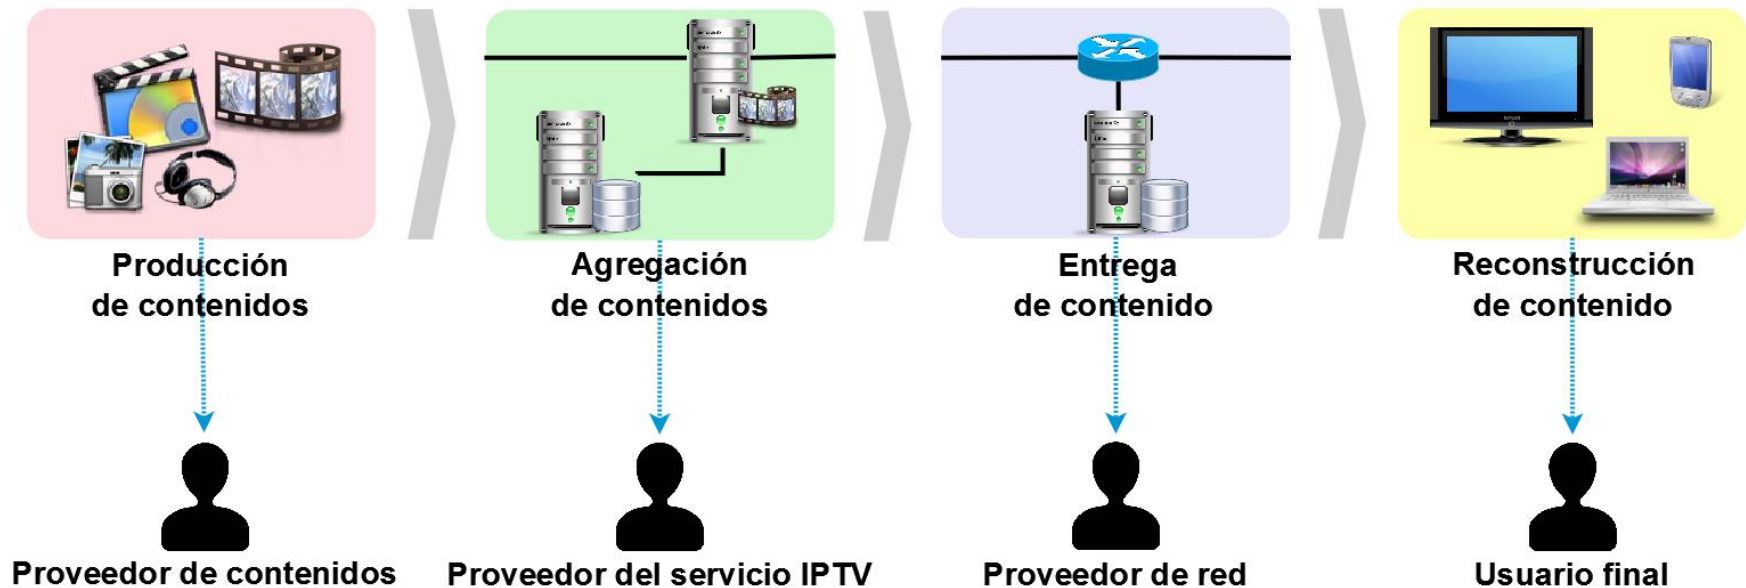 Producción
de contenidos
Agregación
de contenidos
Entrega
de contenido
Reconstrucción
de contenido
Proveedor de contenidos
Proveedor del servicio IPTV
Proveedor de red
Usuario final